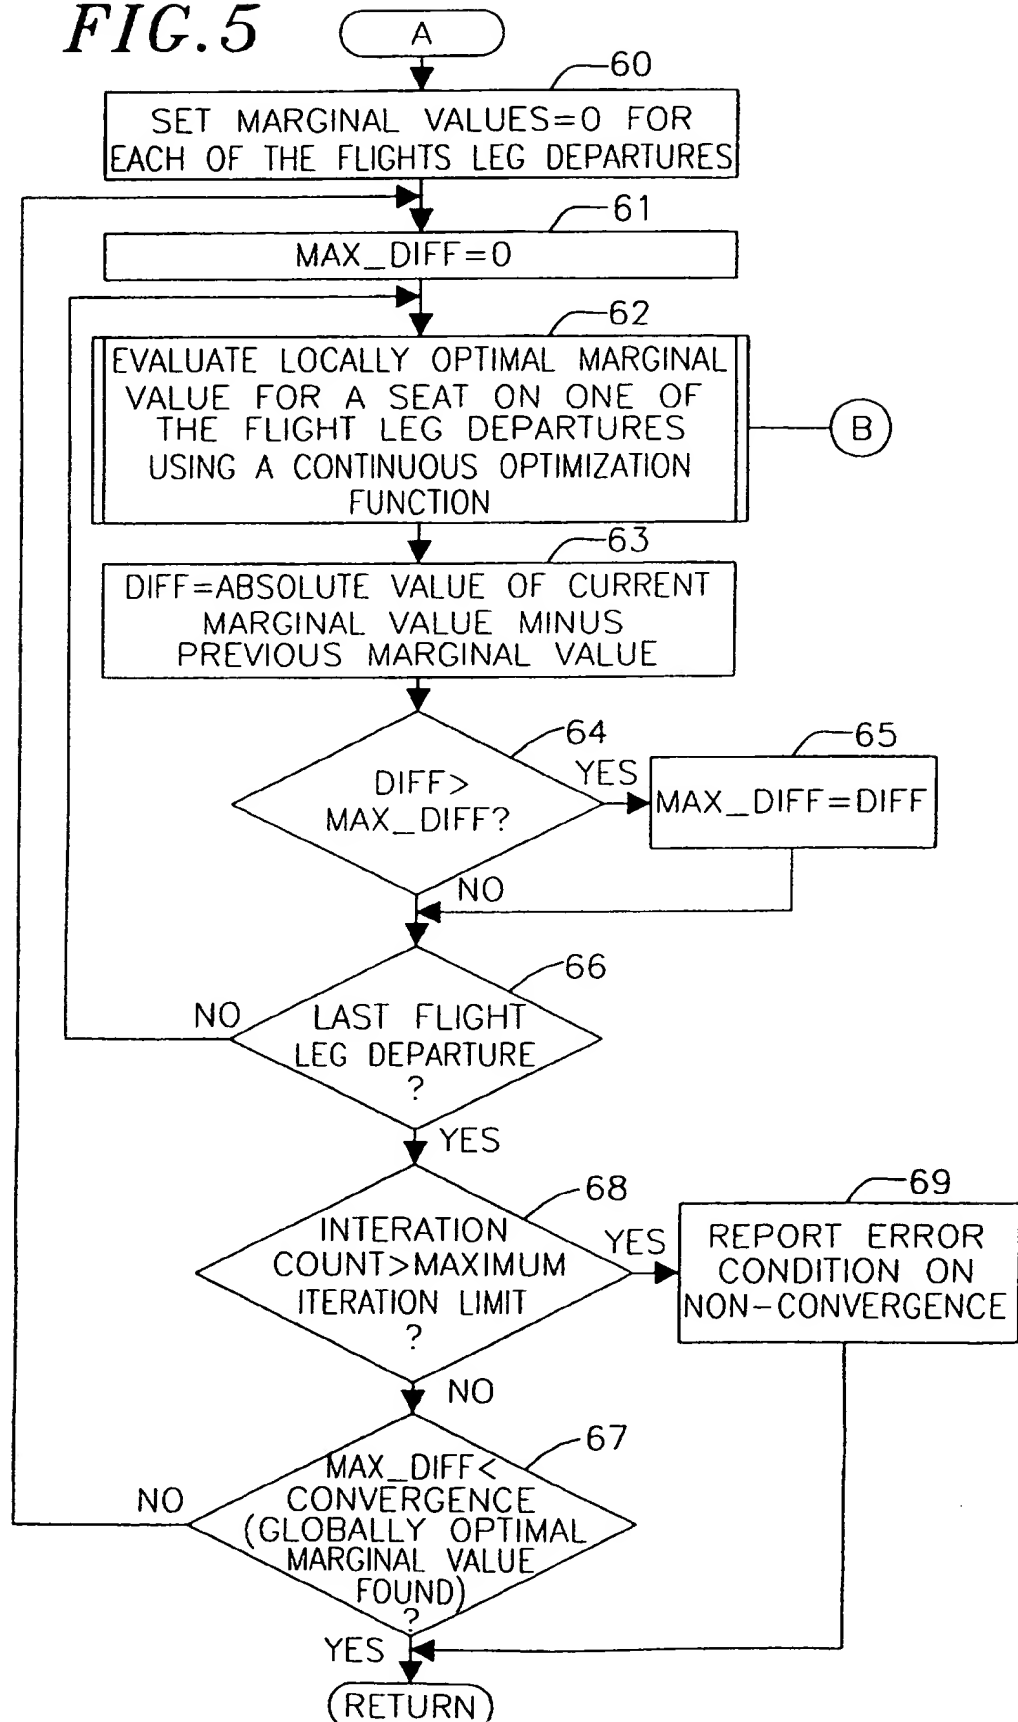 FIG.5
A
60
SET MARGINAL VALUES=0 FOR
EACH OF THE FLIGHTS LEG DEPARTURES
61
MAX_DIFF=0
62
EVALUATE LOCALLY OPTIMAL MARGINAL
VALUE FOR A SEAT ON ONE OF
THE FLIGHT LEG DEPARTURES
USING A CONTINUOUS OPTIMIZATION
FUNCTION
B
63
DIFF=ABSOLUTE VALUE OF CURRENT
MARGINAL VALUE MINUS
PREVIOUS MARGINAL VALUE
64
DIFF>
MAX_DIFF?
YES
65
MAX_DIFF=DIFF
NO
66
LAST FLIGHT
LEG DEPARTURE
?
NO
YES
68
INTERATION
COUNT>MAXIMUM
ITERATION LIMIT
?
YES
69
REPORT ERROR
CONDITION ON
NON-CONVERGENCE
NO
67
MAX_DIFF<
CONVERGENCE
(GLOBALLY OPTIMAL
MARGINAL VALUE
FOUND)
?
NO
YES
RETURN